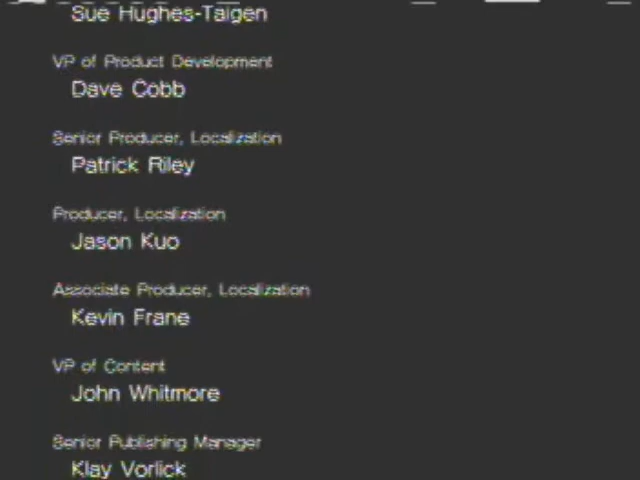 Sue Hughes-Taigen
VP of Product Development
Dave Cobb
Senior Producer, Localization
Patrick Riley
Producer, Localization
Jason Kuo
Associate Producer, Localization
Kevin Frane
VP of Content
John Whitmore
Senior Publishing Manager
Klay Vorlick